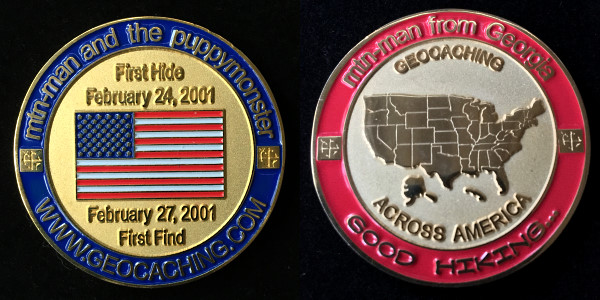 mtn-man and the puppymonster
First Hide
February 24, 2001
February 27, 2001
First Find
WWW.GEOCACHING.COM
mtn-man from Georgia
GEOCACHING
ACROSS AMERICA
GOOD HIKING...